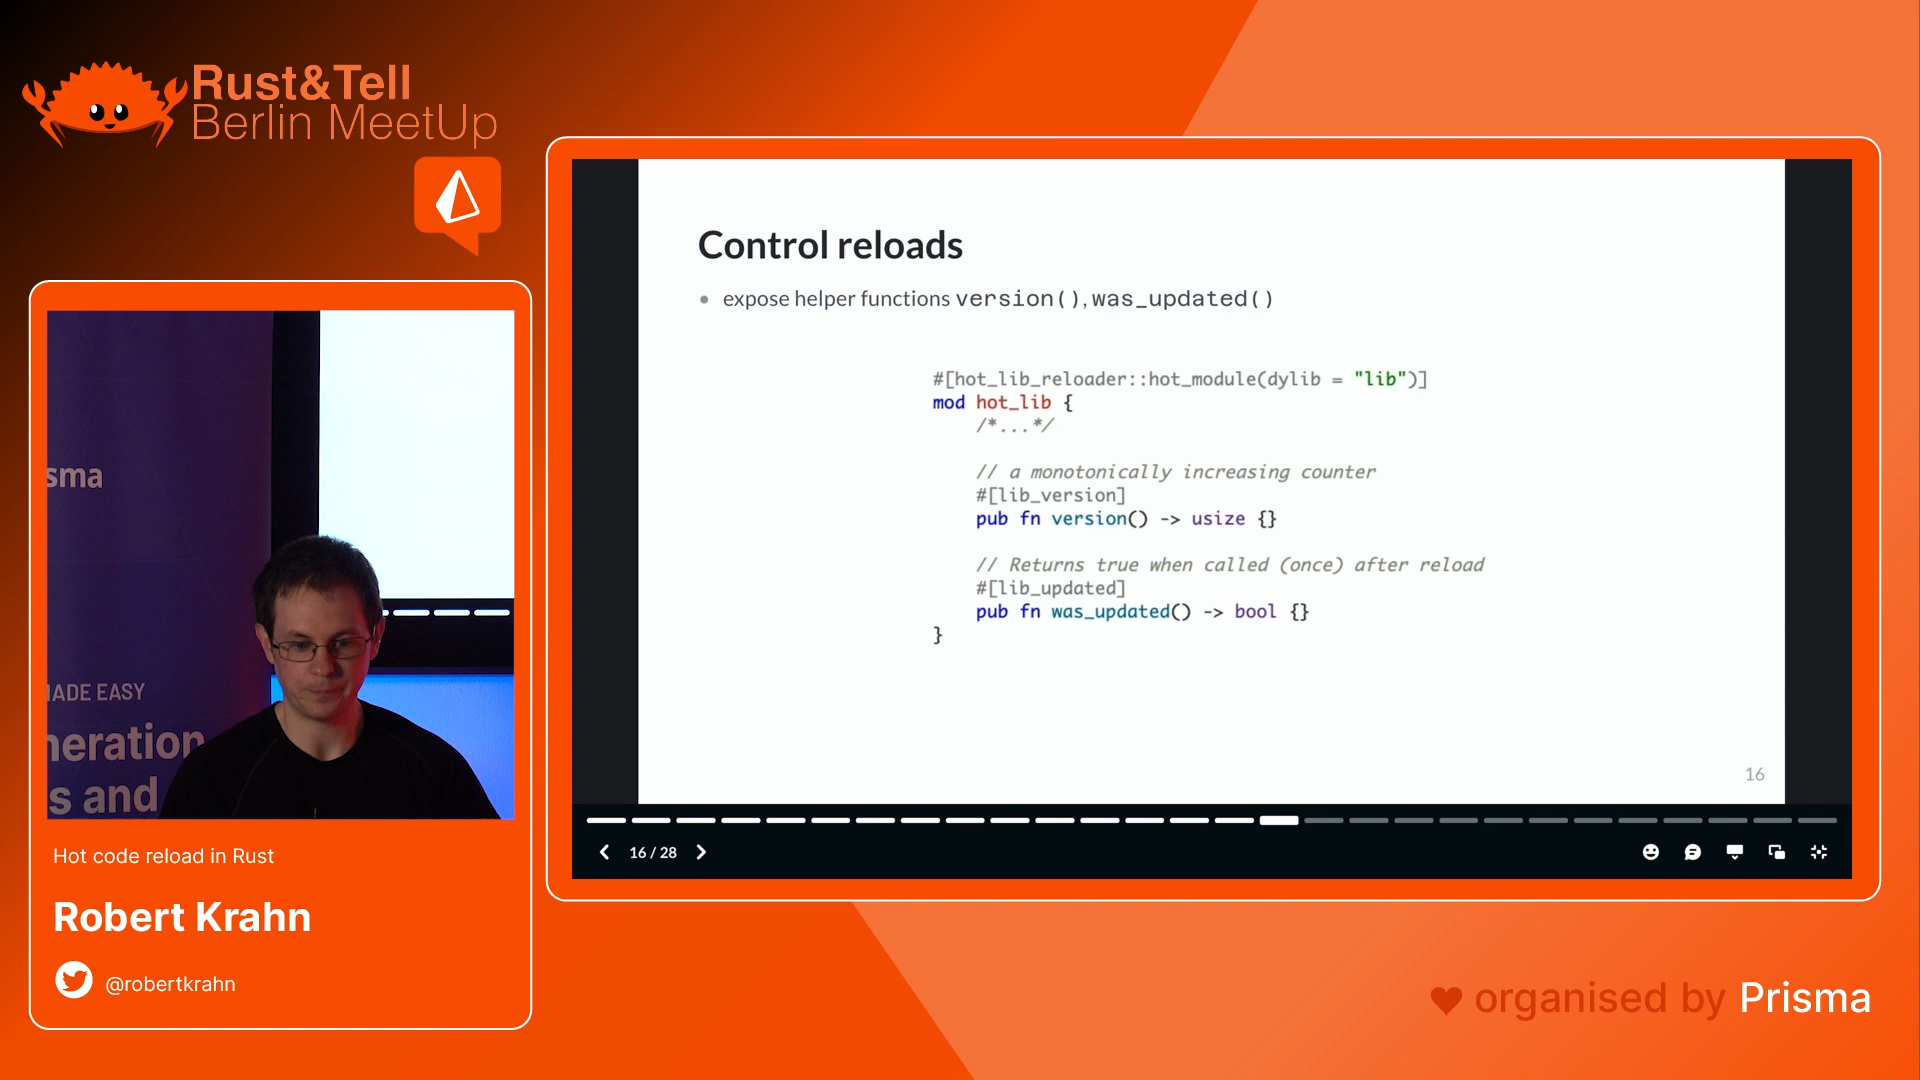 Rust&Tell
Berlin MeetUp
sma
MADE EASY
neration
s and
Hot code reload in Rust
Robert Krahn
@robertkrahn
Control reloads
• expose helper functions version(), was_updated()
#[hot_lib_reloader::hot_module(dylib = "lib")]
mod hot_lib {
/*...*/
// a monotonically increasing counter
#[lib_version]
pub fn version() -> usize {}
// Returns true when called (once) after reload
#[lib_updated]
pub fn was_updated() -> bool {}
}
16
16 / 28
organised by Prisma